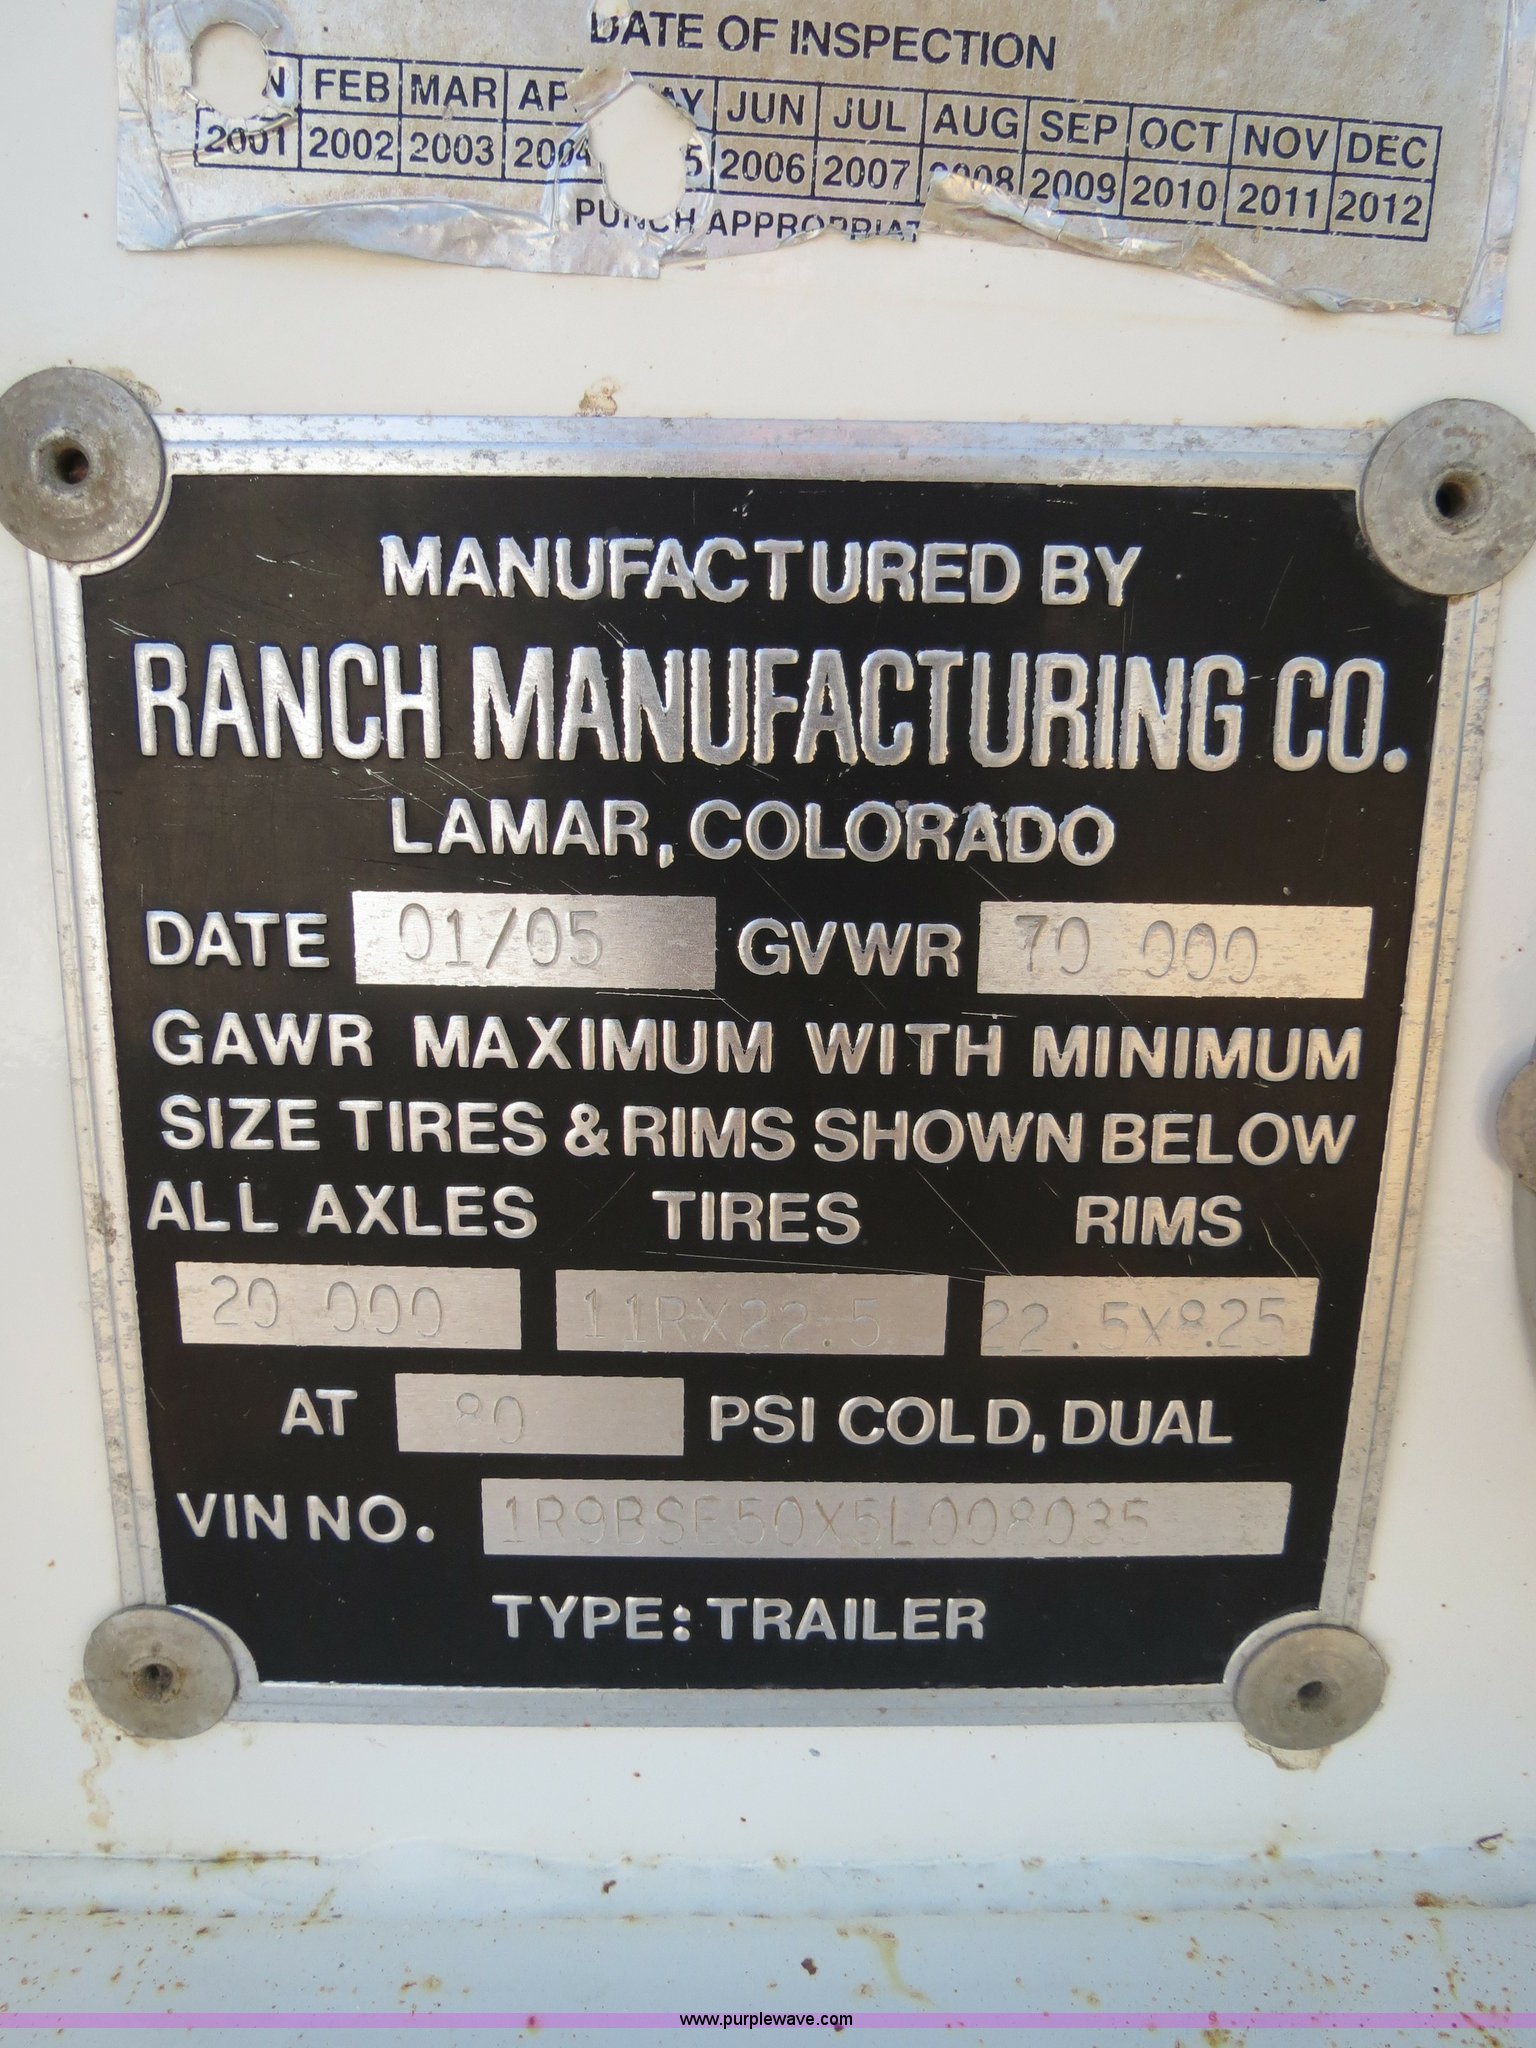 DATE OF INSPECTION
FEB MAR JUN JUL AUG SEP OCT NOV DEC
2001 2002 2003 2004 2006 2007 2008 2009 2010 2011 2012
PUNCH
MANUFACTURED BY
RANCH MANUFACTURING CO.
LAMAR, COLORADO
DATE 01/05 GVWR 70 000
GAWR MAXIMUM WITH MINIMUM
SIZE TIRES & RIMS SHOWN BELOW
ALL AXLES TIRES RIMS
20 000 11RX22.5 22.5X8.25
AT 80 PSI COLD, DUAL
VIN NO. 1R9BSE50X5L008035
TYPE: TRAILER
www.purplewave.com